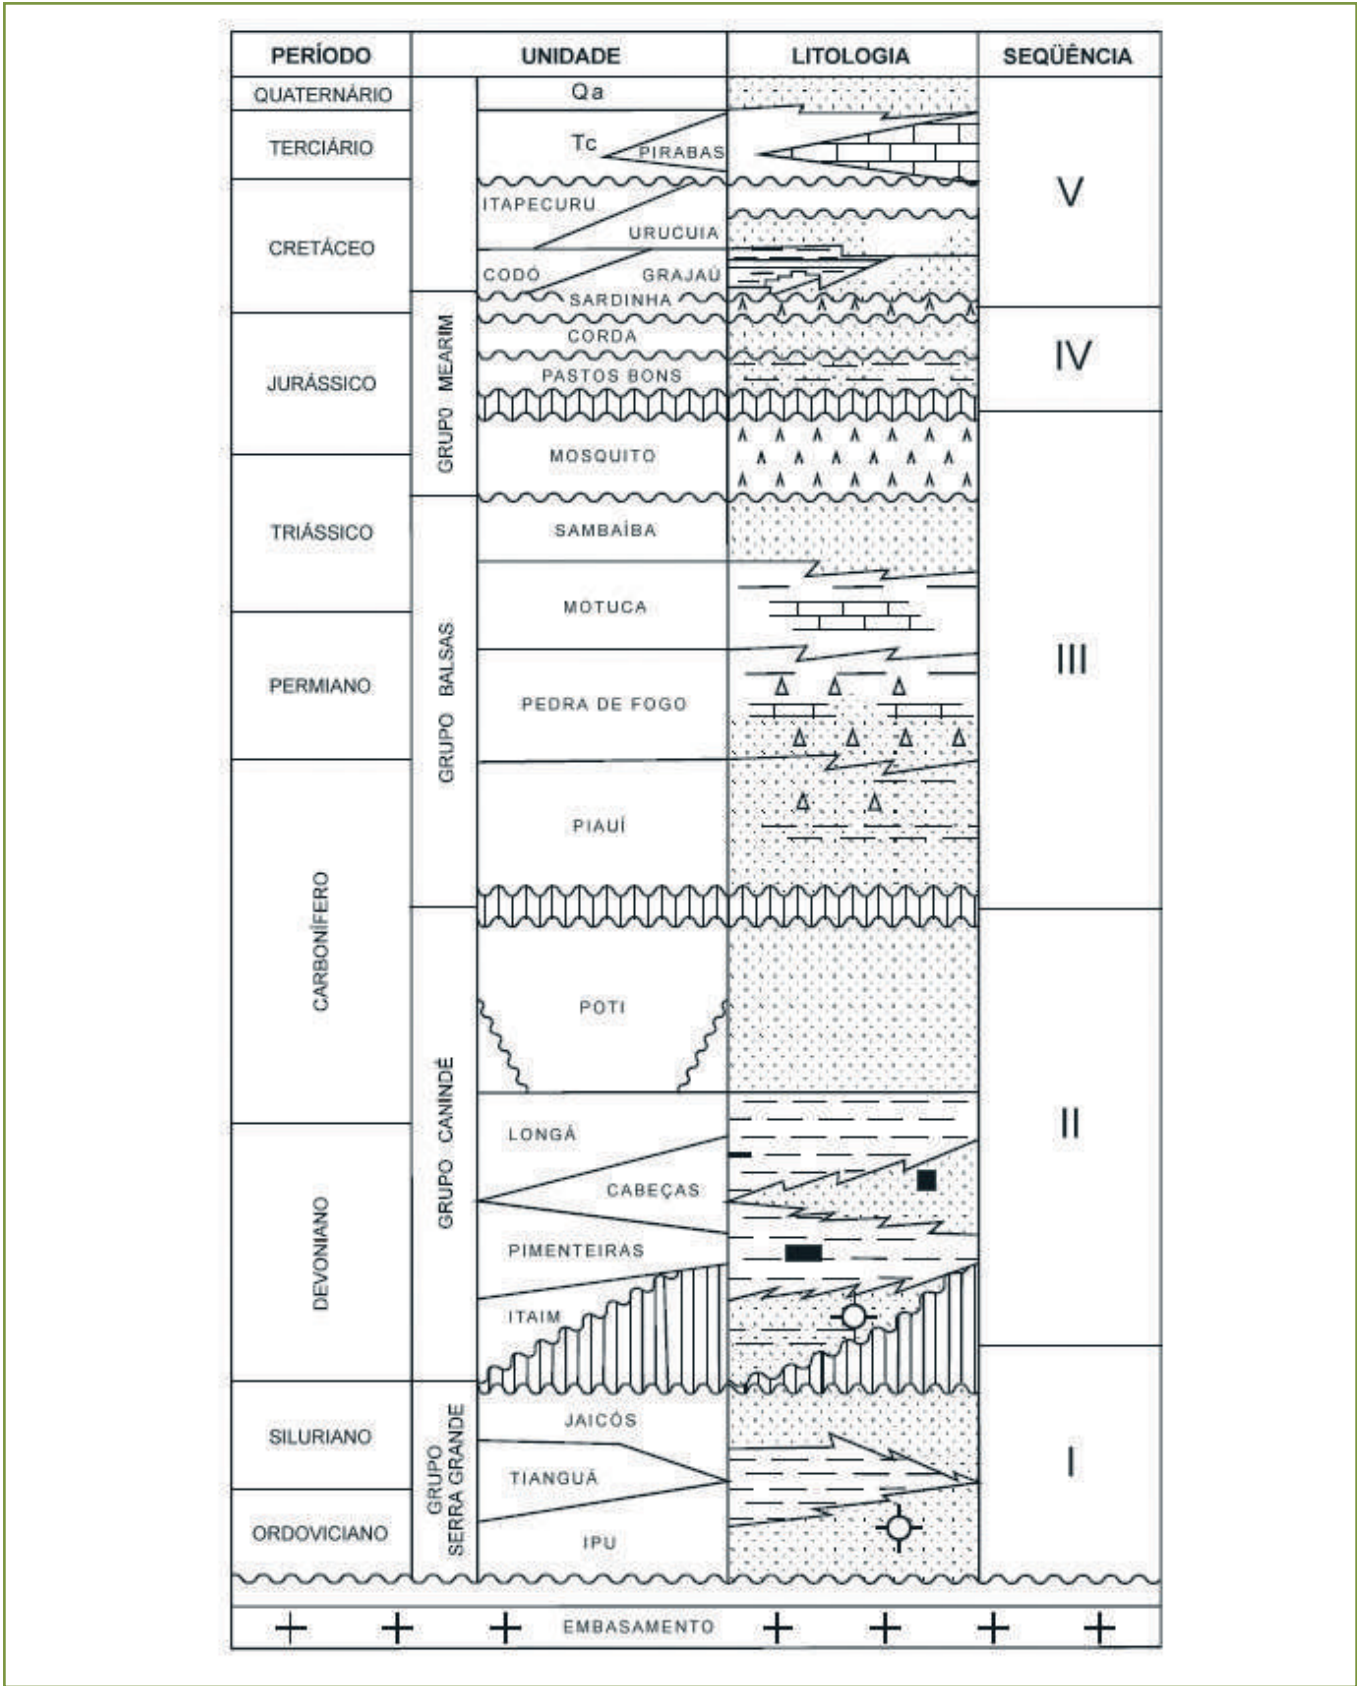 PERÍODO UNIDADE LITOLOGIA SEQÜÊNCIA
QUATERNÁRIO Qa
TERCIÁRIO Tc PIRABAS
V
ITAPECURU
URUCUIA
CRETÁCEO
CODÓ GRAJAÚ
SARDINHA
GRUPO MEARIM
CORDA
IV
JURÁSSICO
PASTOS BONS
MOSQUITO
TRIÁSSICO
SAMBAÍBA
MOTUCA
GRUPO BALSAS
III
PERMIANO
PEDRA DE FOGO
PIAUÍ
CARBONÍFERO
POTI
GRUPO CANINDÉ
II
LONGÁ
CABEÇAS
DEVONIANO
PIMENTEIRAS
ITAIM
JAICÓS
SILURIANO
GRUPO
SERRA GRANDE
I
TIANGUÁ
ORDOVICIANO
IPU
EMBASAMENTO